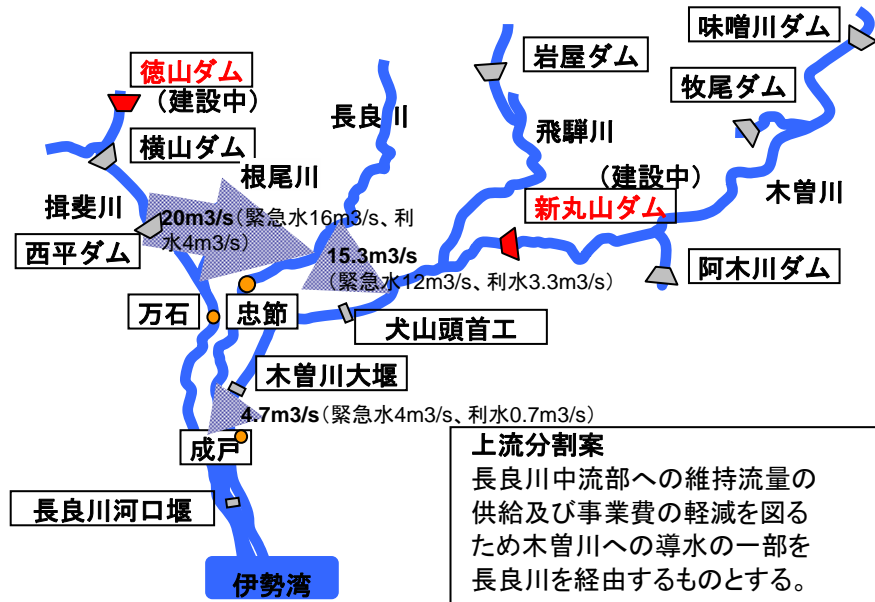 味噌川ダム
岩屋ダム
徳山ダム
(建設中)
牧尾ダム
長良川
飛騨川
横山ダム
根尾川
(建設中)
木曽川
揖斐川
20m3/s(緊急水16m3/s、利
水4m3/s)
新丸山ダム
西平ダム
15.3m3/s
(緊急水12m3/s、利水3.3m3/s)
阿木川ダム
万石
忠節
犬山頭首工
木曽川大堰
4.7m3/s(緊急水4m3/s、利水0.7m3/s)
成戸
上流分割案
長良川中流部への維持流量の
供給及び事業費の軽減を図る
ため木曽川への導水の一部を
長良川を経由するものとする。
長良川河口堰
伊勢湾